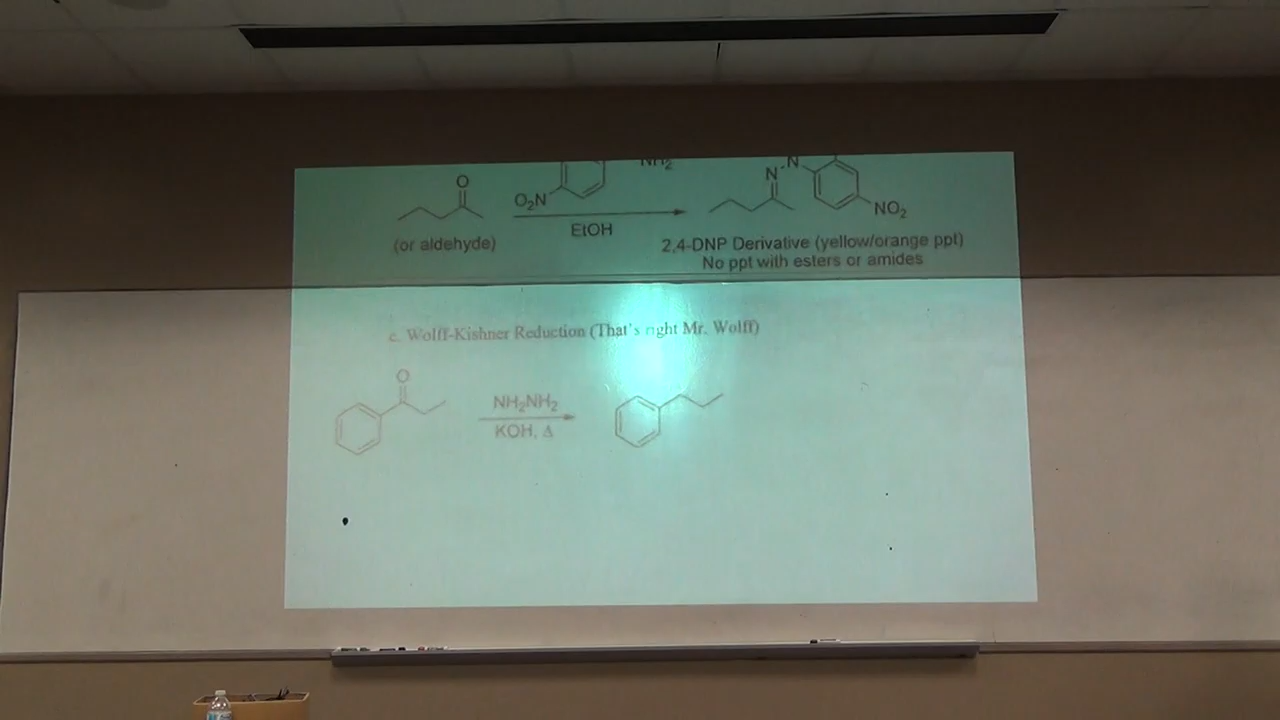 NH₂
N-N
O
O₂N
NO₂
EtOH
(or aldehyde)
2,4-DNP Derivative (yellow/orange ppt)
No ppt with esters or amides
c. Wolff-Kishner Reduction (That's right Mr. Wolff)
O
NH₂NH₂
KOH, Δ